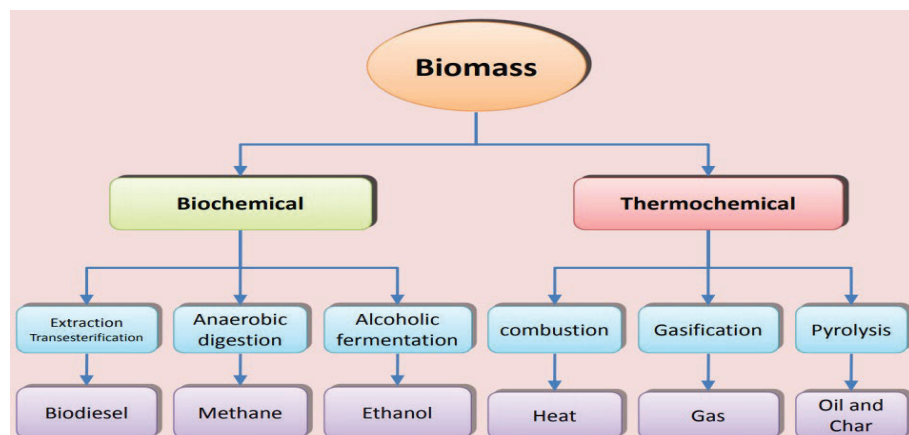 Biomass
Biochemical
Thermochemical
Extraction
Transesterification
Anaerobic
digestion
Alcoholic
fermentation
combustion
Gasification
Pyrolysis
Biodiesel
Methane
Ethanol
Heat
Gas
Oil and
Char